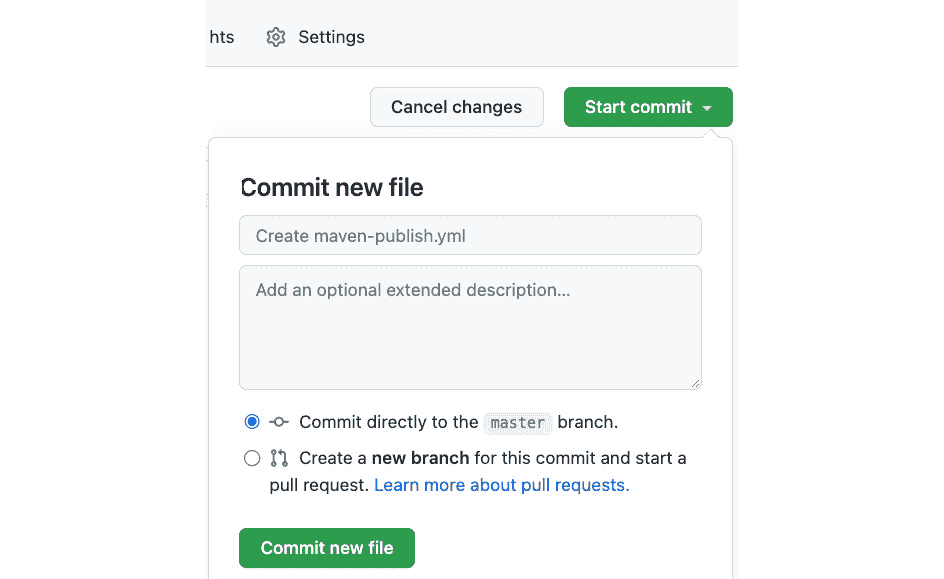 hts Settings
Cancel changes Start commit
Commit new file
Create maven-publish.yml
Add an optional extended description...
Commit directly to the master branch.
Create a new branch for this commit and start a
pull request. Learn more about pull requests.
Commit new file